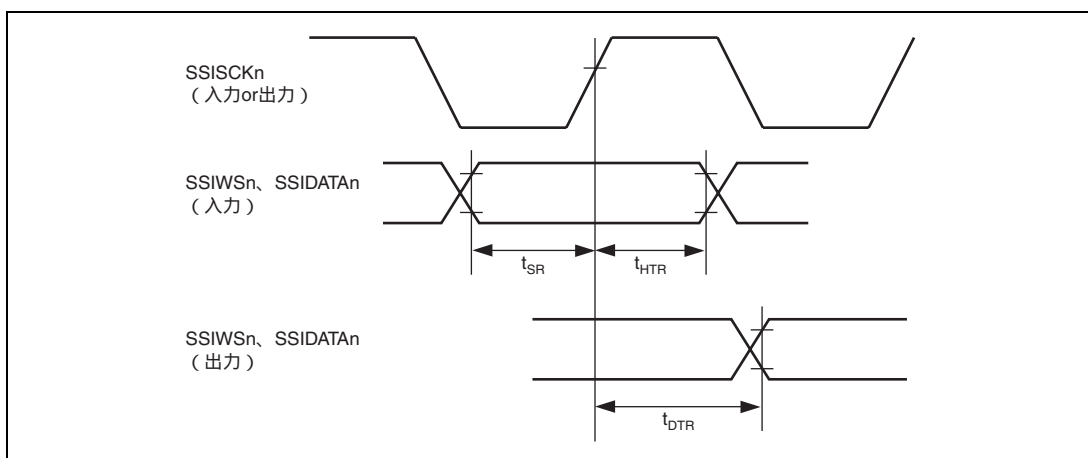 SSISCKn
（入力or出力）
SSIWSn、SSIDATAn
（入力）
tSR
tHTR
SSIWSn、SSIDATAn
（出力）
tDTR